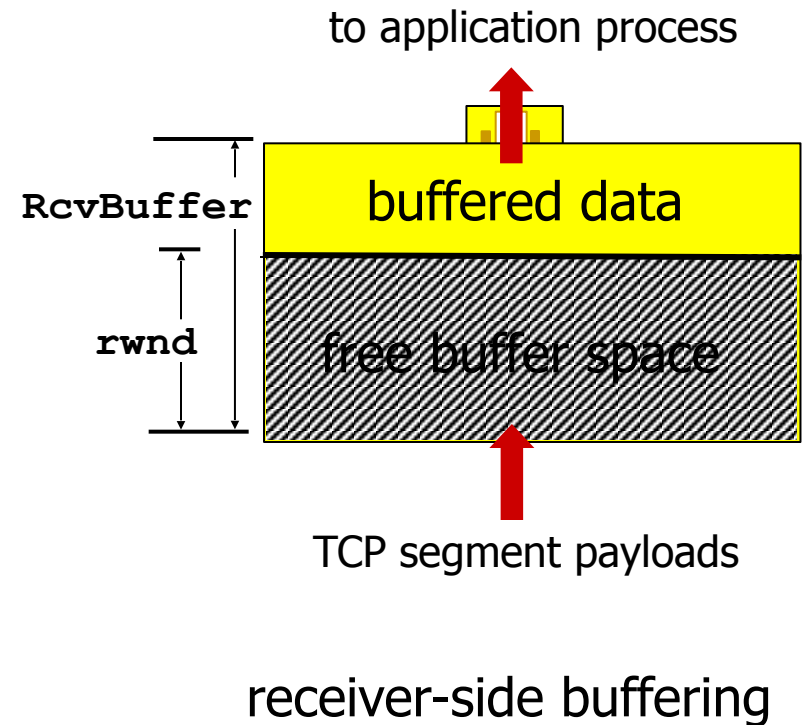 to application process
RcvBuffer
buffered data
rwnd
free buffer space
TCP segment payloads
receiver-side buffering